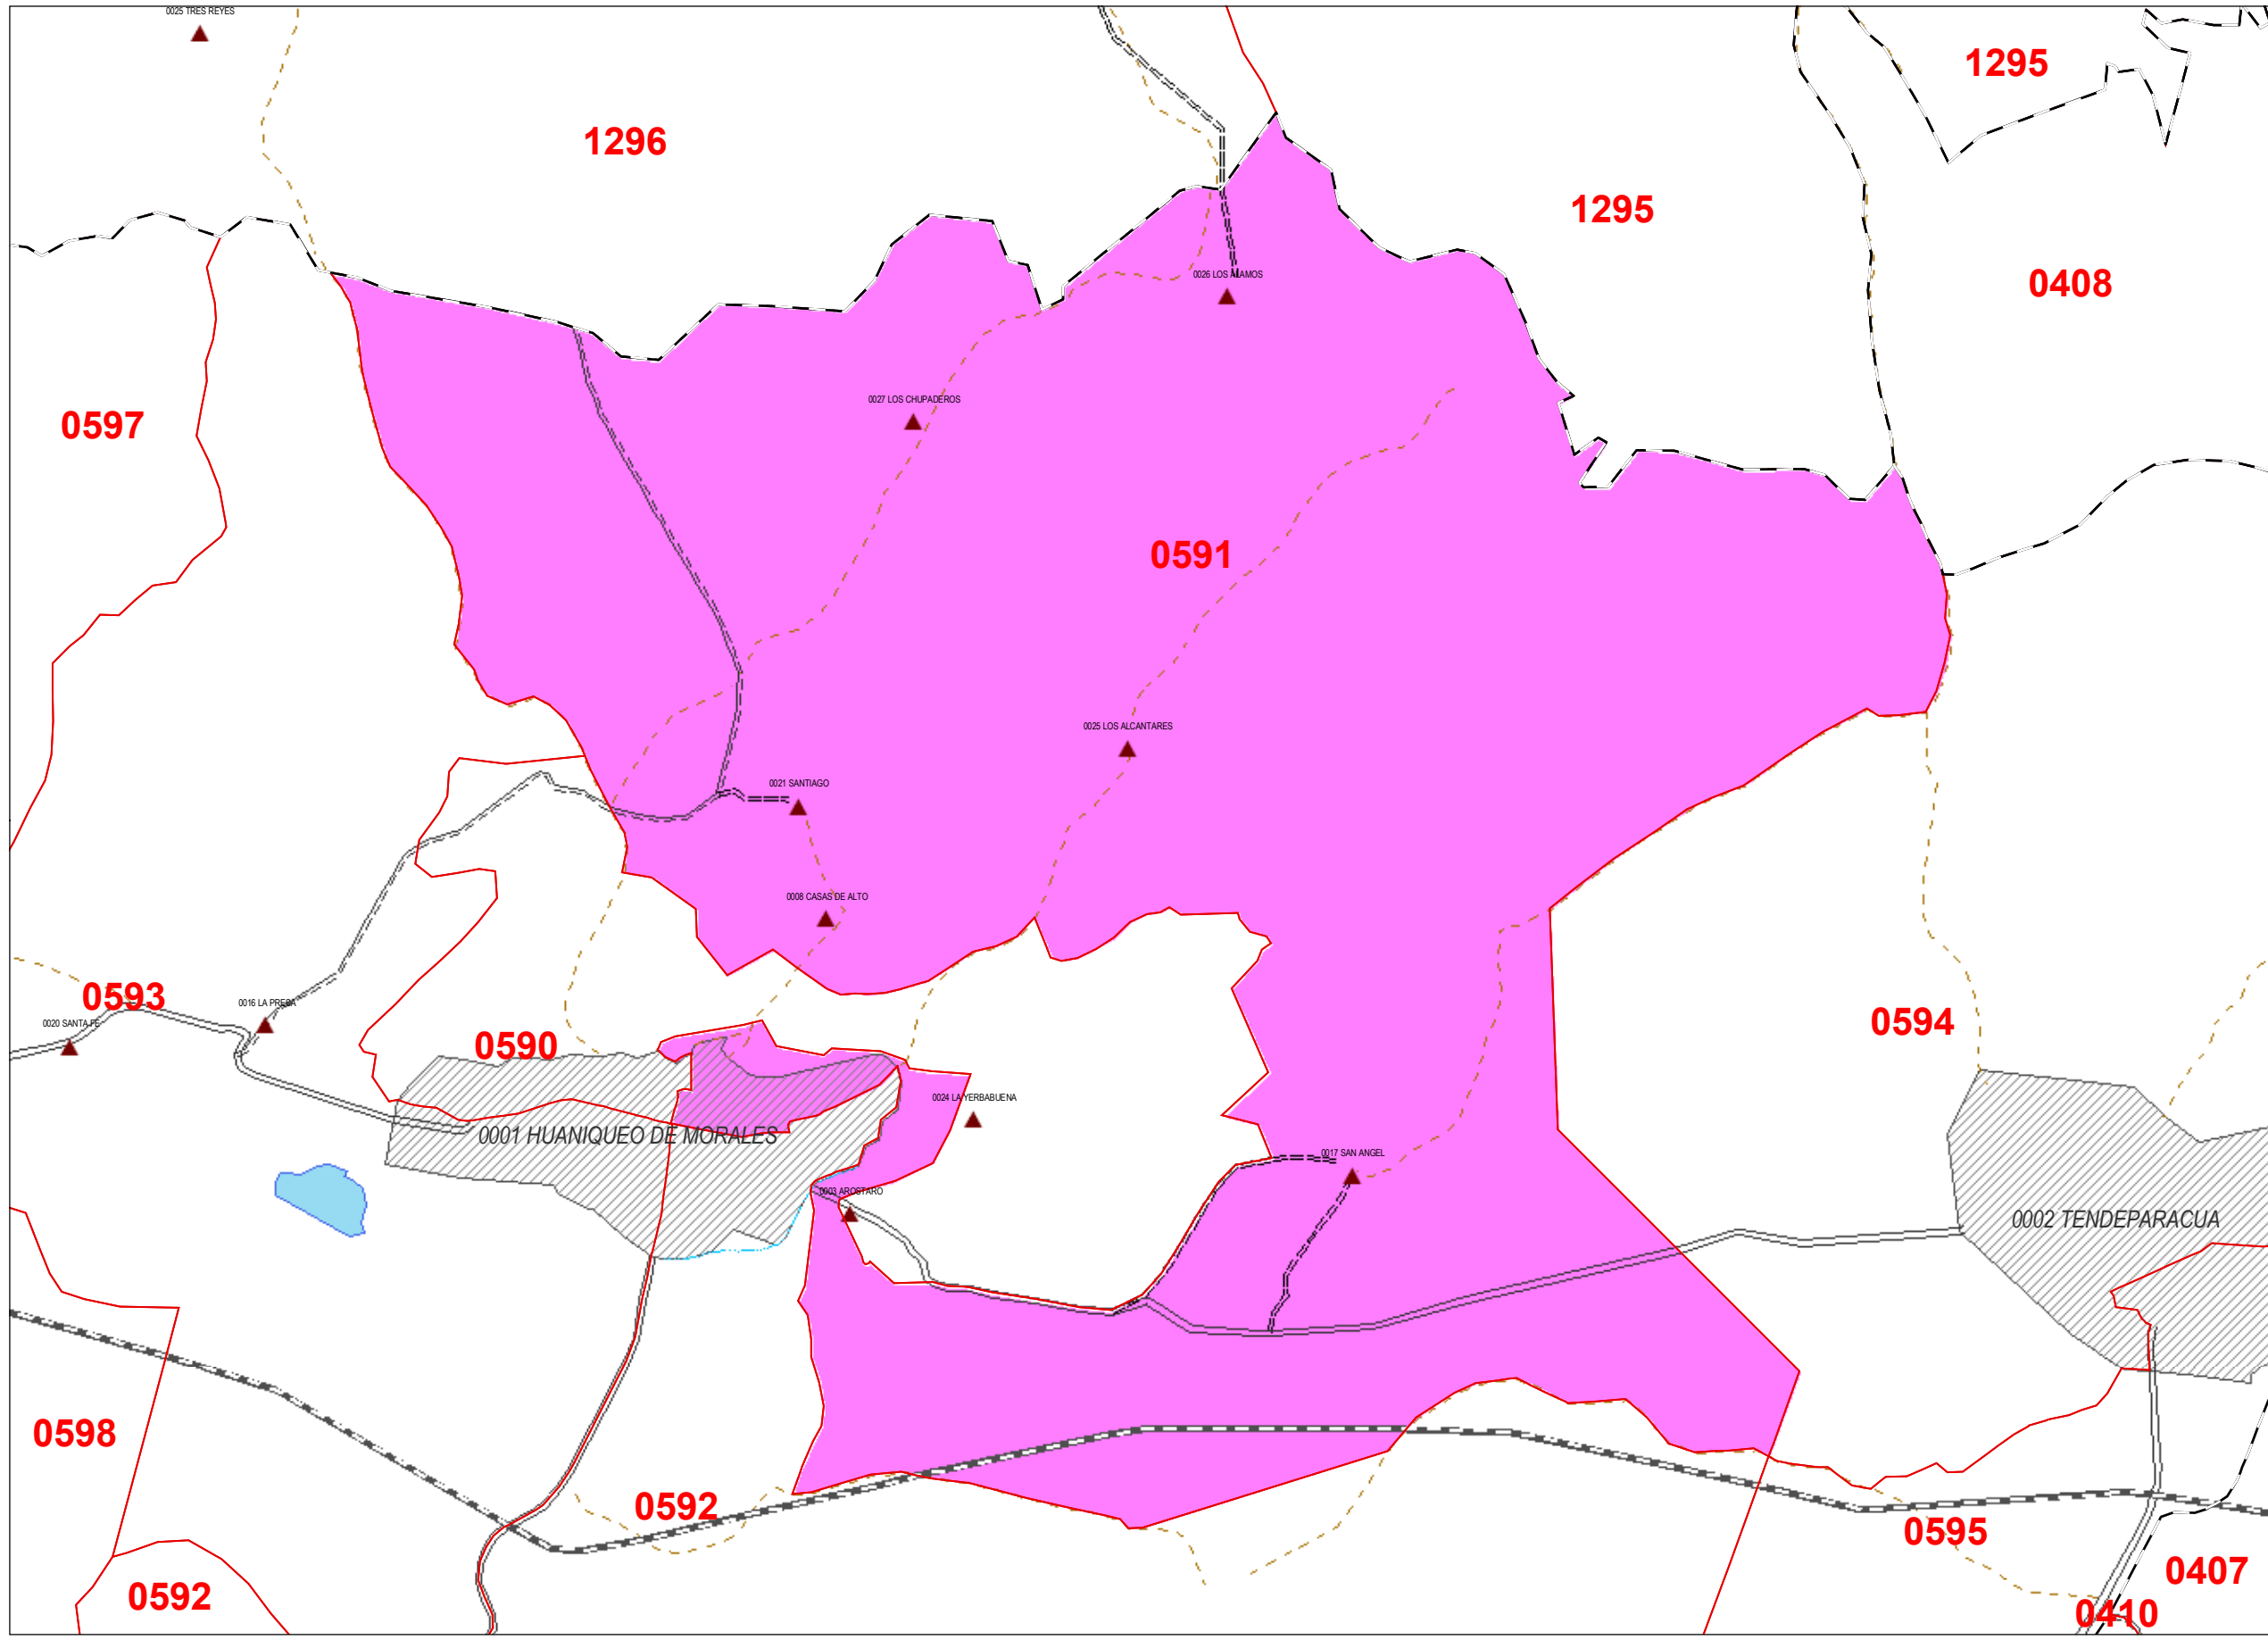 0025 TRES REYES
1295
1296
1295
0026 LOS ALAMOS
0408
0027 LOS CHUPADEROS
0597
0591
0025 LOS ALCANTARES
0021 SANTIAGO
0008 CASAS DE ALTO
0593
0016 LA PRESA
0020 SANTA FE
0594
0590
0024 LA YERBABUENA
0001 HUANIQUEO DE MORALES
0017 SAN ANGEL
0003 AROSTARO
0002 TENDEPARACUA
0598
0592
0595
0407
0592
0410